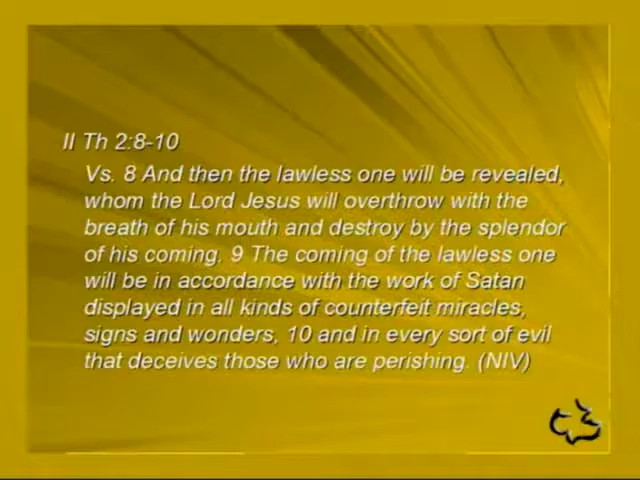 II Th 2:8-10
Vs. 8 And then the lawless one will be revealed,
whom the Lord Jesus will overthrow with the
breath of his mouth and destroy by the splendor
of his coming. 9 The coming of the lawless one
will be in accordance with the work of Satan
displayed in all kinds of counterfeit miracles,
signs and wonders, 10 and in every sort of evil
that deceives those who are perishing. (NIV)